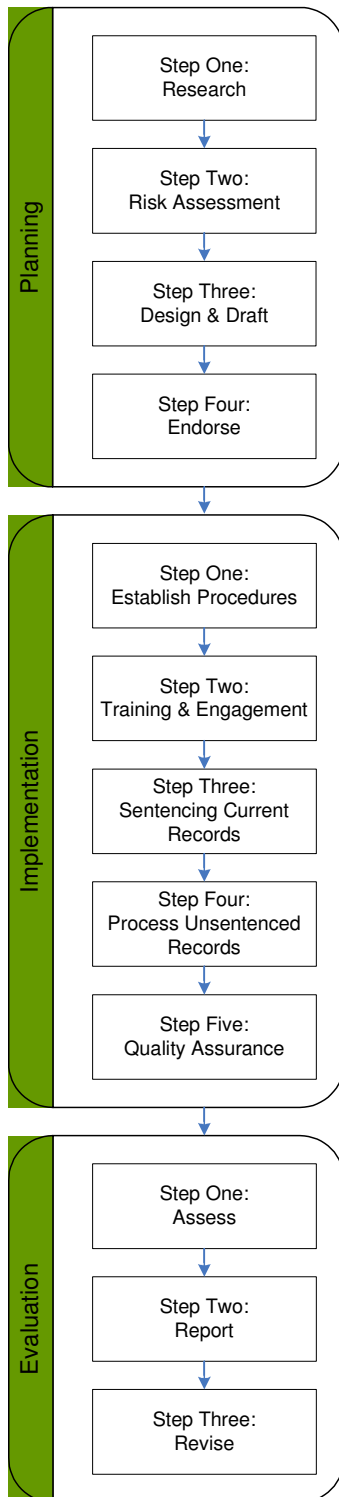 Planning
Step One:
Research
Step Two:
Risk Assessment
Step Three:
Design & Draft
Step Four:
Endorse
Implementation
Step One:
Establish Procedures
Step Two:
Training & Engagement
Step Three:
Sentencing Current
Records
Step Four:
Process Unsentenced
Records
Step Five:
Quality Assurance
Evaluation
Step One:
Assess
Step Two:
Report
Step Three:
Revise